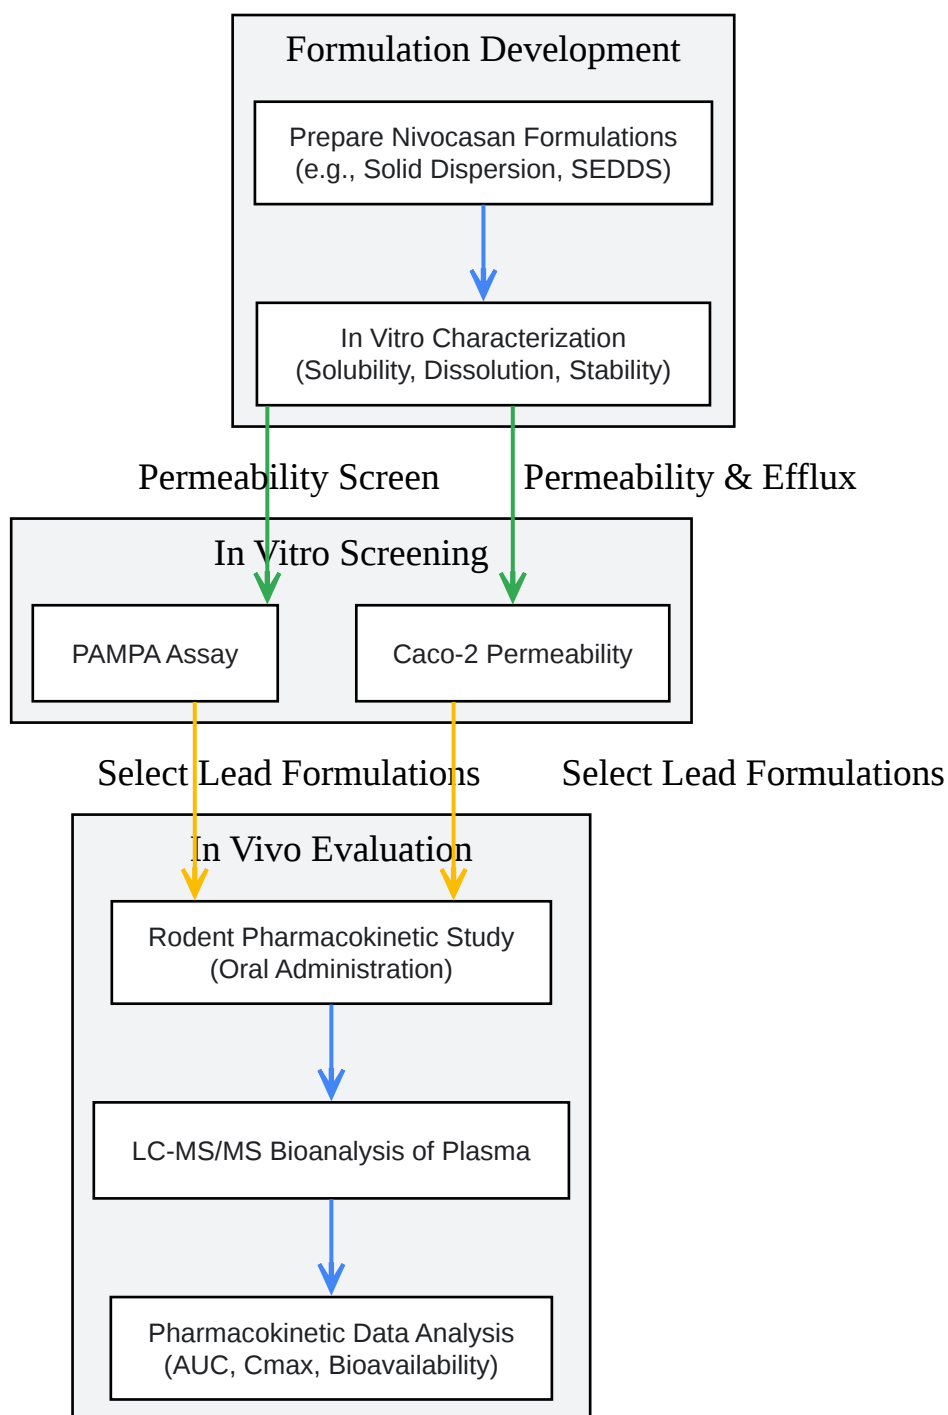 Formulation Development
Prepare Nivocasan Formulations
(e.g., Solid Dispersion, SEDDS)
In Vitro Characterization
(Solubility, Dissolution, Stability)
Permeability Screen
Permeability & Efflux
In Vitro Screening
PAMPA Assay
Caco-2 Permeability
Select Lead Formulations
Select Lead Formulations
In Vivo Evaluation
Rodent Pharmacokinetic Study
(Oral Administration)
LC-MS/MS Bioanalysis of Plasma
Pharmacokinetic Data Analysis
(AUC, Cmax, Bioavailability)